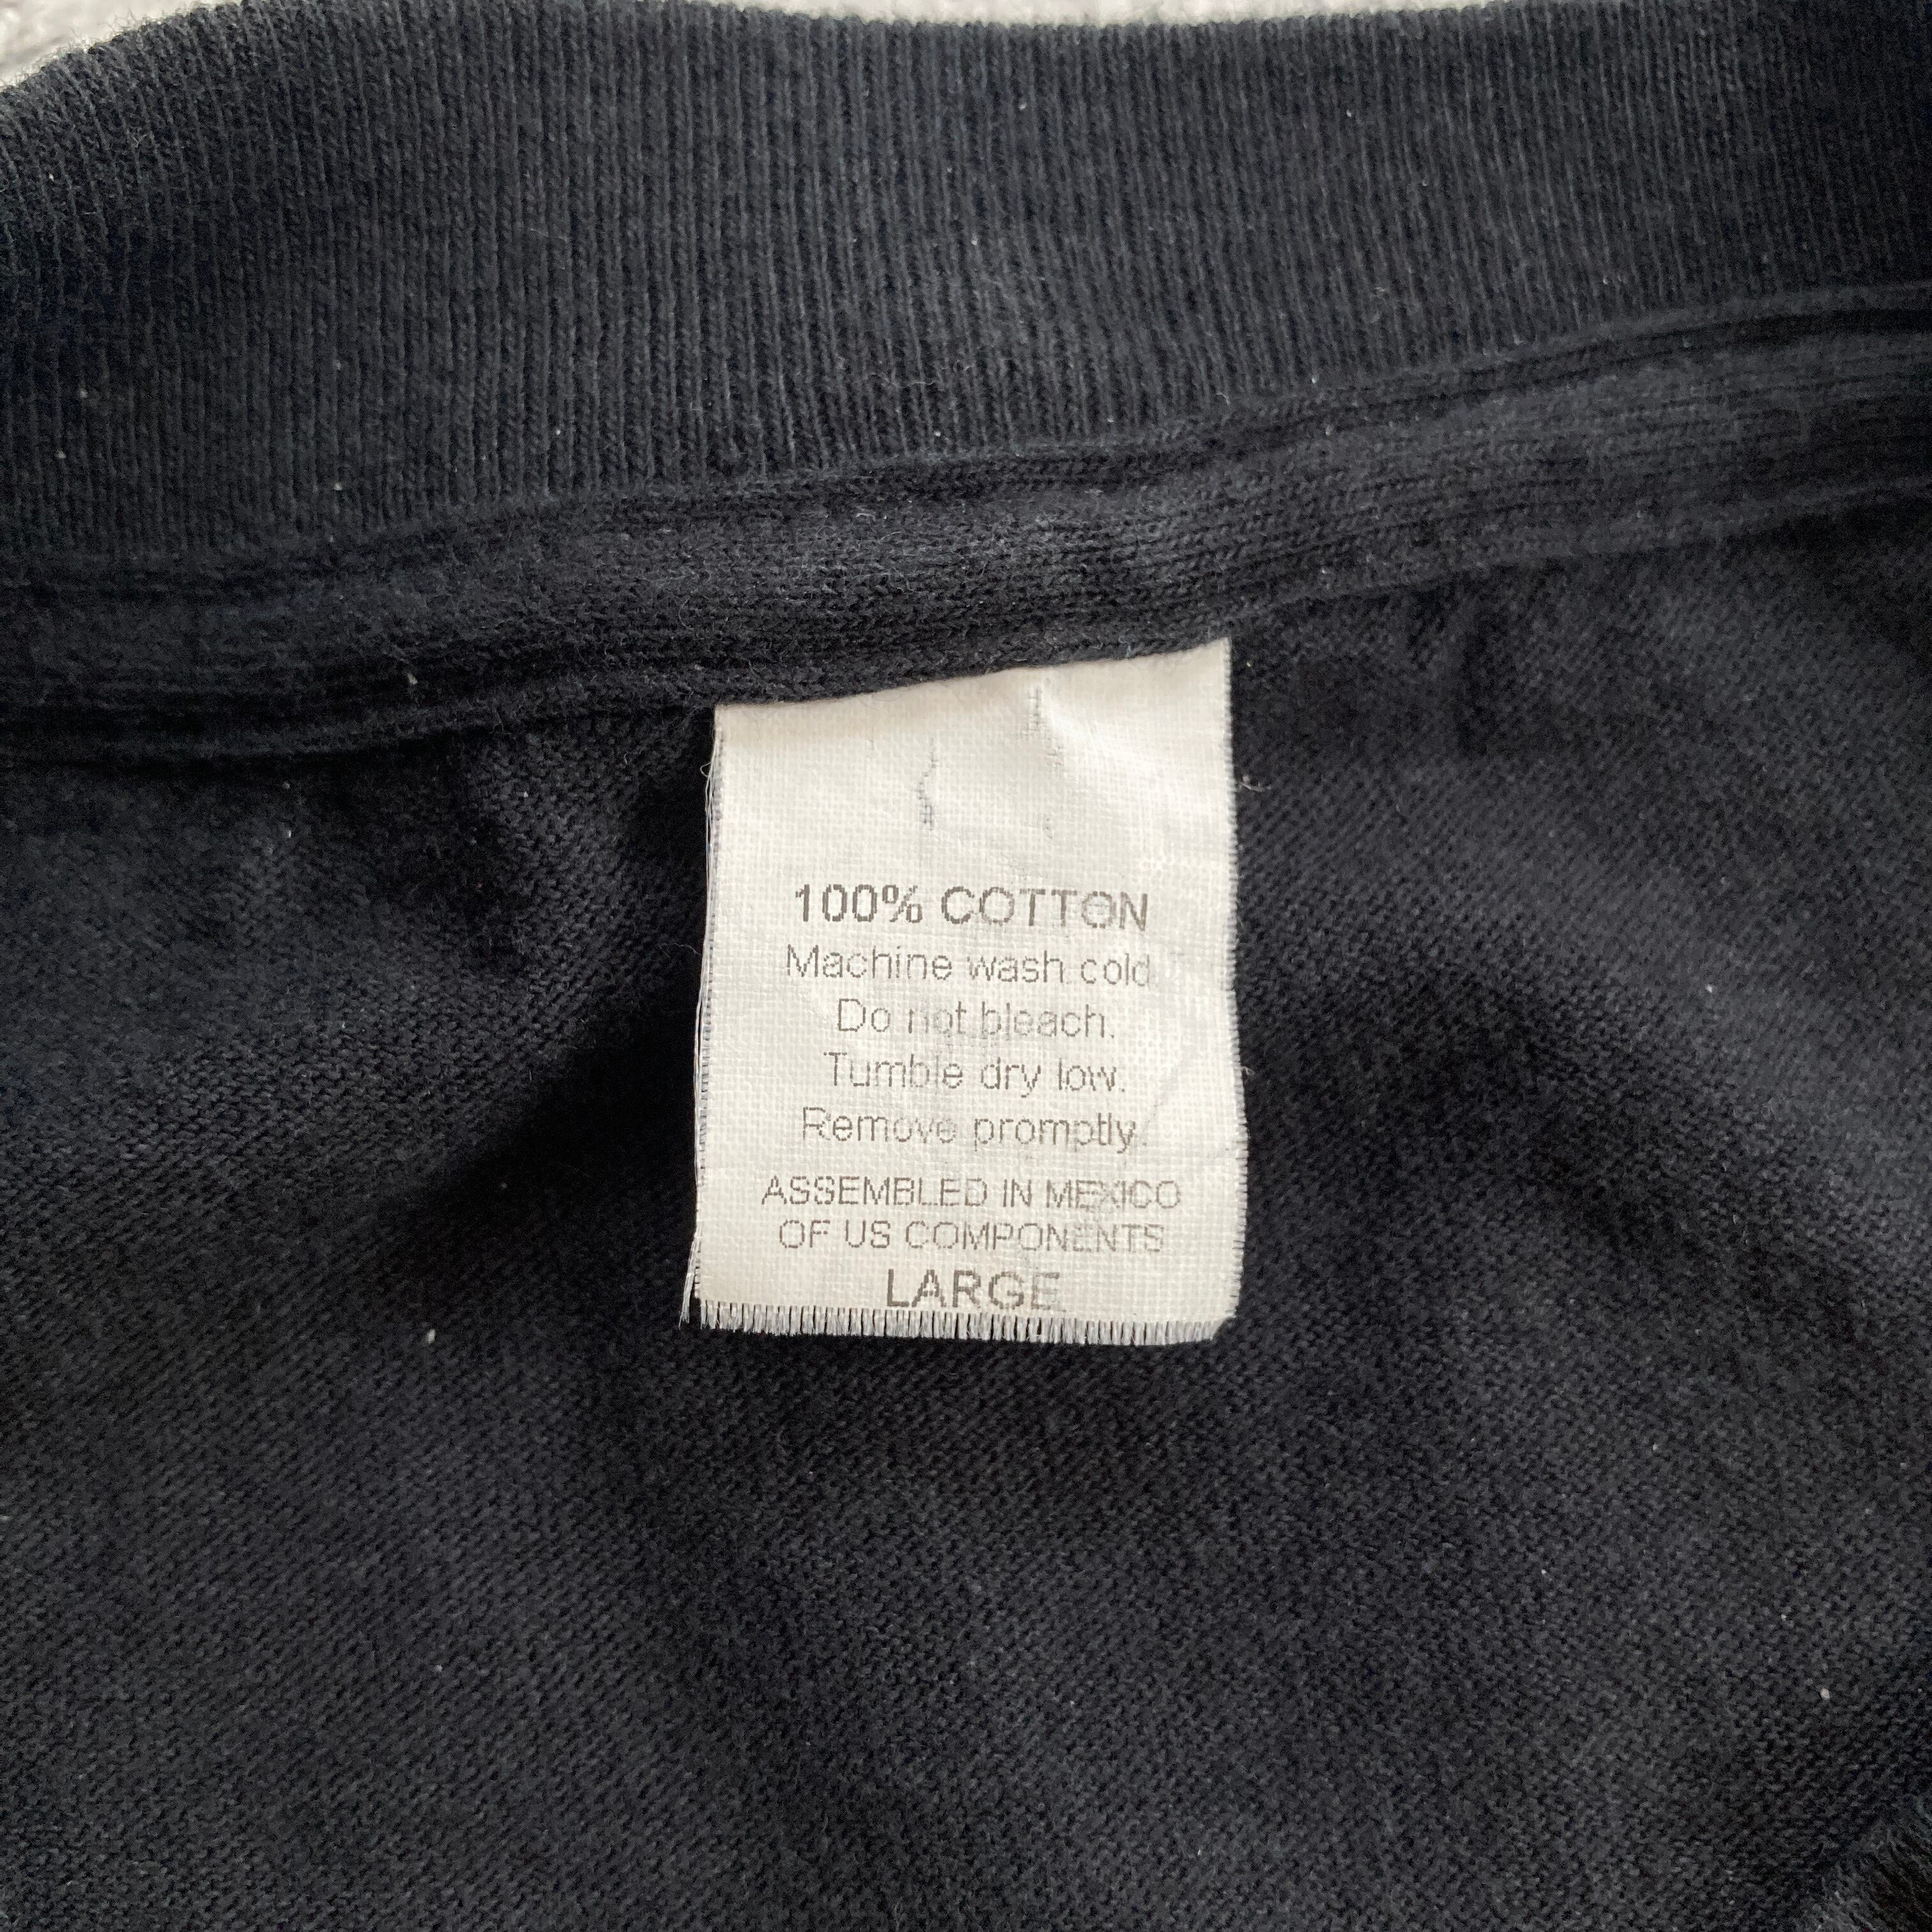 100% COTTON
Machine wash cold.
Do not bleach.
Tumble dry low.
Remove promptly.
ASSEMBLED IN MEXICO
OF US COMPONENTS
LARGE